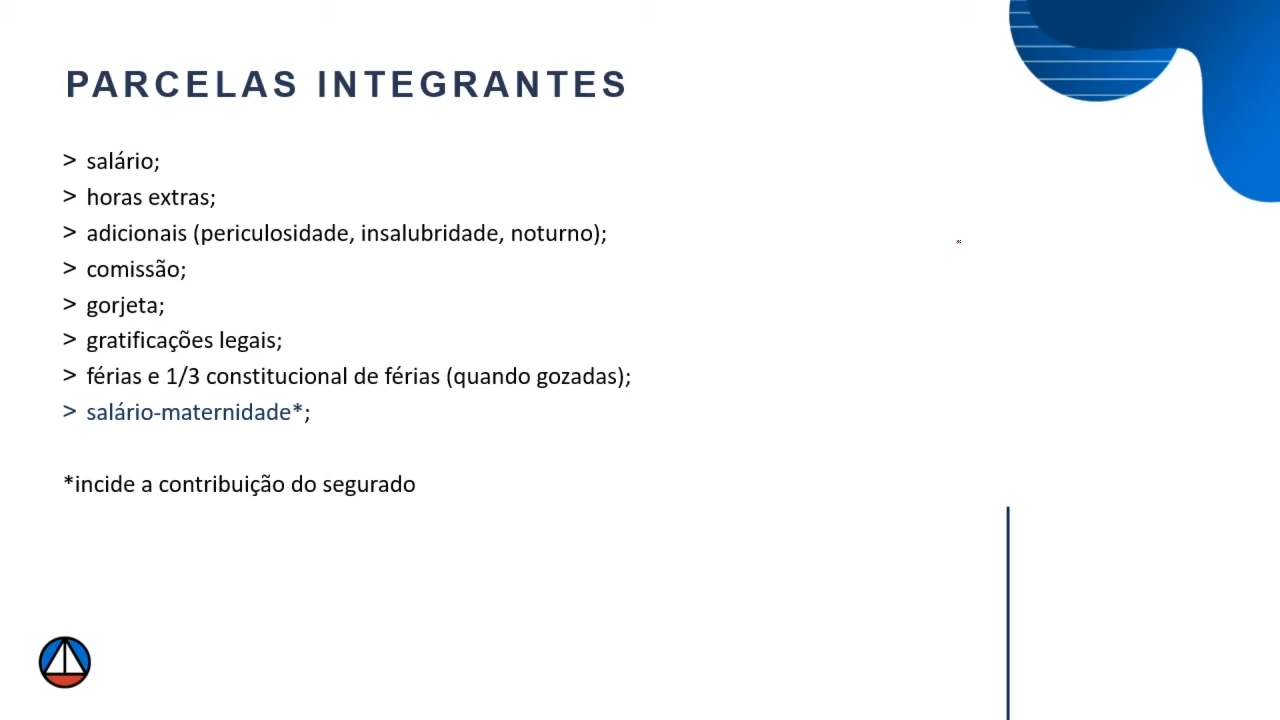 PARCELAS INTEGRANTES
> salário;
> horas extras;
> adicionais (periculosidade, insalubridade, noturno);
> comissão;
> gorjeta;
> gratificações legais;
> férias e 1/3 constitucional de férias (quando gozadas);
> salário-maternidade*;
*incide a contribuição do segurado